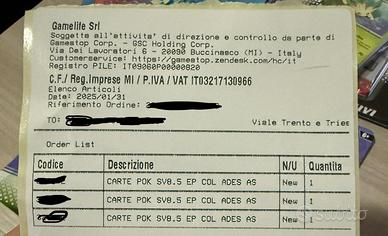 Gamelife Srl
Soggetta all'attivita' di direzione e controllo da parte di
Gamestop Corp. - GSC Holding Corp.
Via Dei Lavoratori 6 - 20090 Buccinasco (MI) - Italy
Customerservice: https://gamestop.zendesk.com/hc/it
Registro PILE: IT09060P00000820
C.F./ Reg.Imprese MI / P.IVA / VAT IT03217130966
Elenco Articoli
Date: 2025/01/31
Riferimento Ordine:
TO: Viale Trento e Tries
Order List
Codice Descrizione N/U Quantita
CARTE POK SV8.5 EP COL ADES AS New 1
CARTE POK SV8.5 EP COL ADES AS New 1
CARTE POK SV8.5 EP COL ADES AS New 1
subito